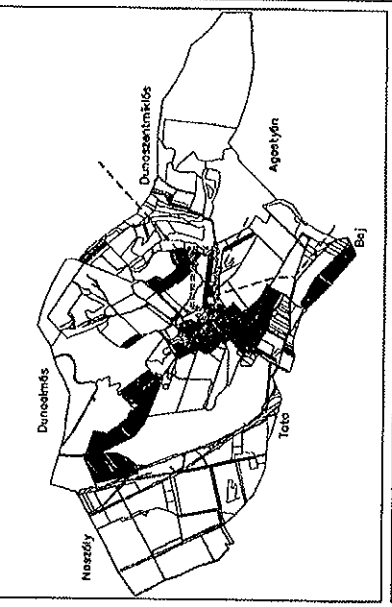 Dunaalmás
Naszály
Dunaszentmiklós
Agostyán
Tata
Baj